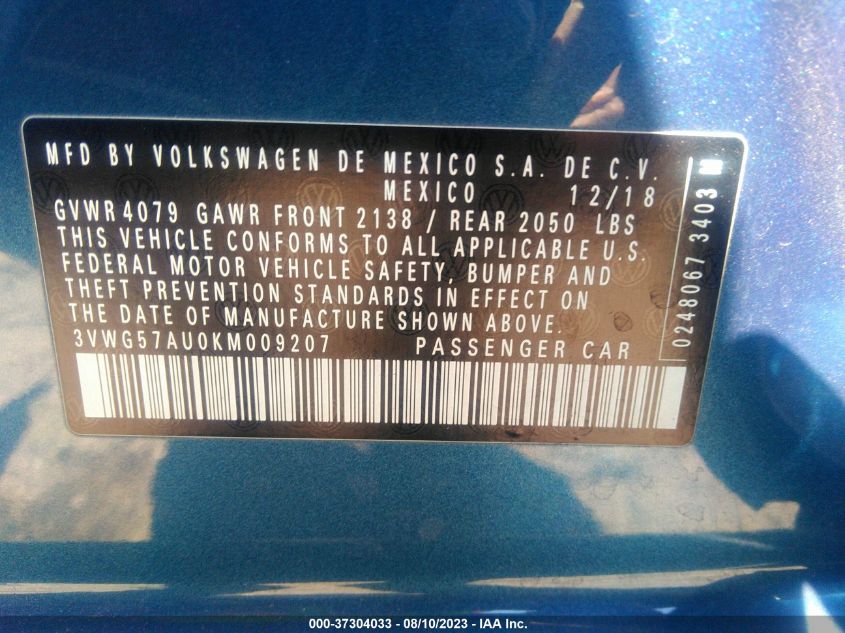 MFD BY VOLKSWAGEN DE MEXICO S.A. DE C.V.
MEXICO 12/18
GVWR 4079 GAWR FRONT 2138 / REAR 2050 LBS
THIS VEHICLE CONFORMS TO ALL APPLICABLE U.S.
FEDERAL MOTOR VEHICLE SAFETY, BUMPER AND
THEFT PREVENTION STANDARDS IN EFFECT ON
THE DATE OF MANUFACTURE SHOWN ABOVE.
3VWG57AU0KM009207 PASSENGER CAR
0248067 3403
000-37304033 - 08/10/2023 - IAA Inc.